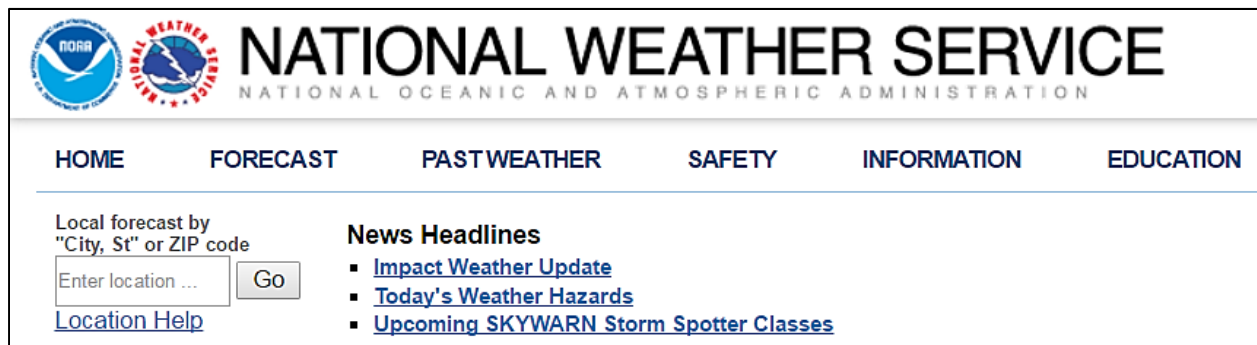 NOAA
NATIONAL WEATHER SERVICE
NATIONAL WEATHER SERVICE
NATIONAL OCEANIC AND ATMOSPHERIC ADMINISTRATION
HOME FORECAST PAST WEATHER SAFETY INFORMATION EDUCATION
Local forecast by
"City, St" or ZIP code
Enter location ... Go
Location Help
News Headlines
Impact Weather Update
Today's Weather Hazards
Upcoming SKYWARN Storm Spotter Classes